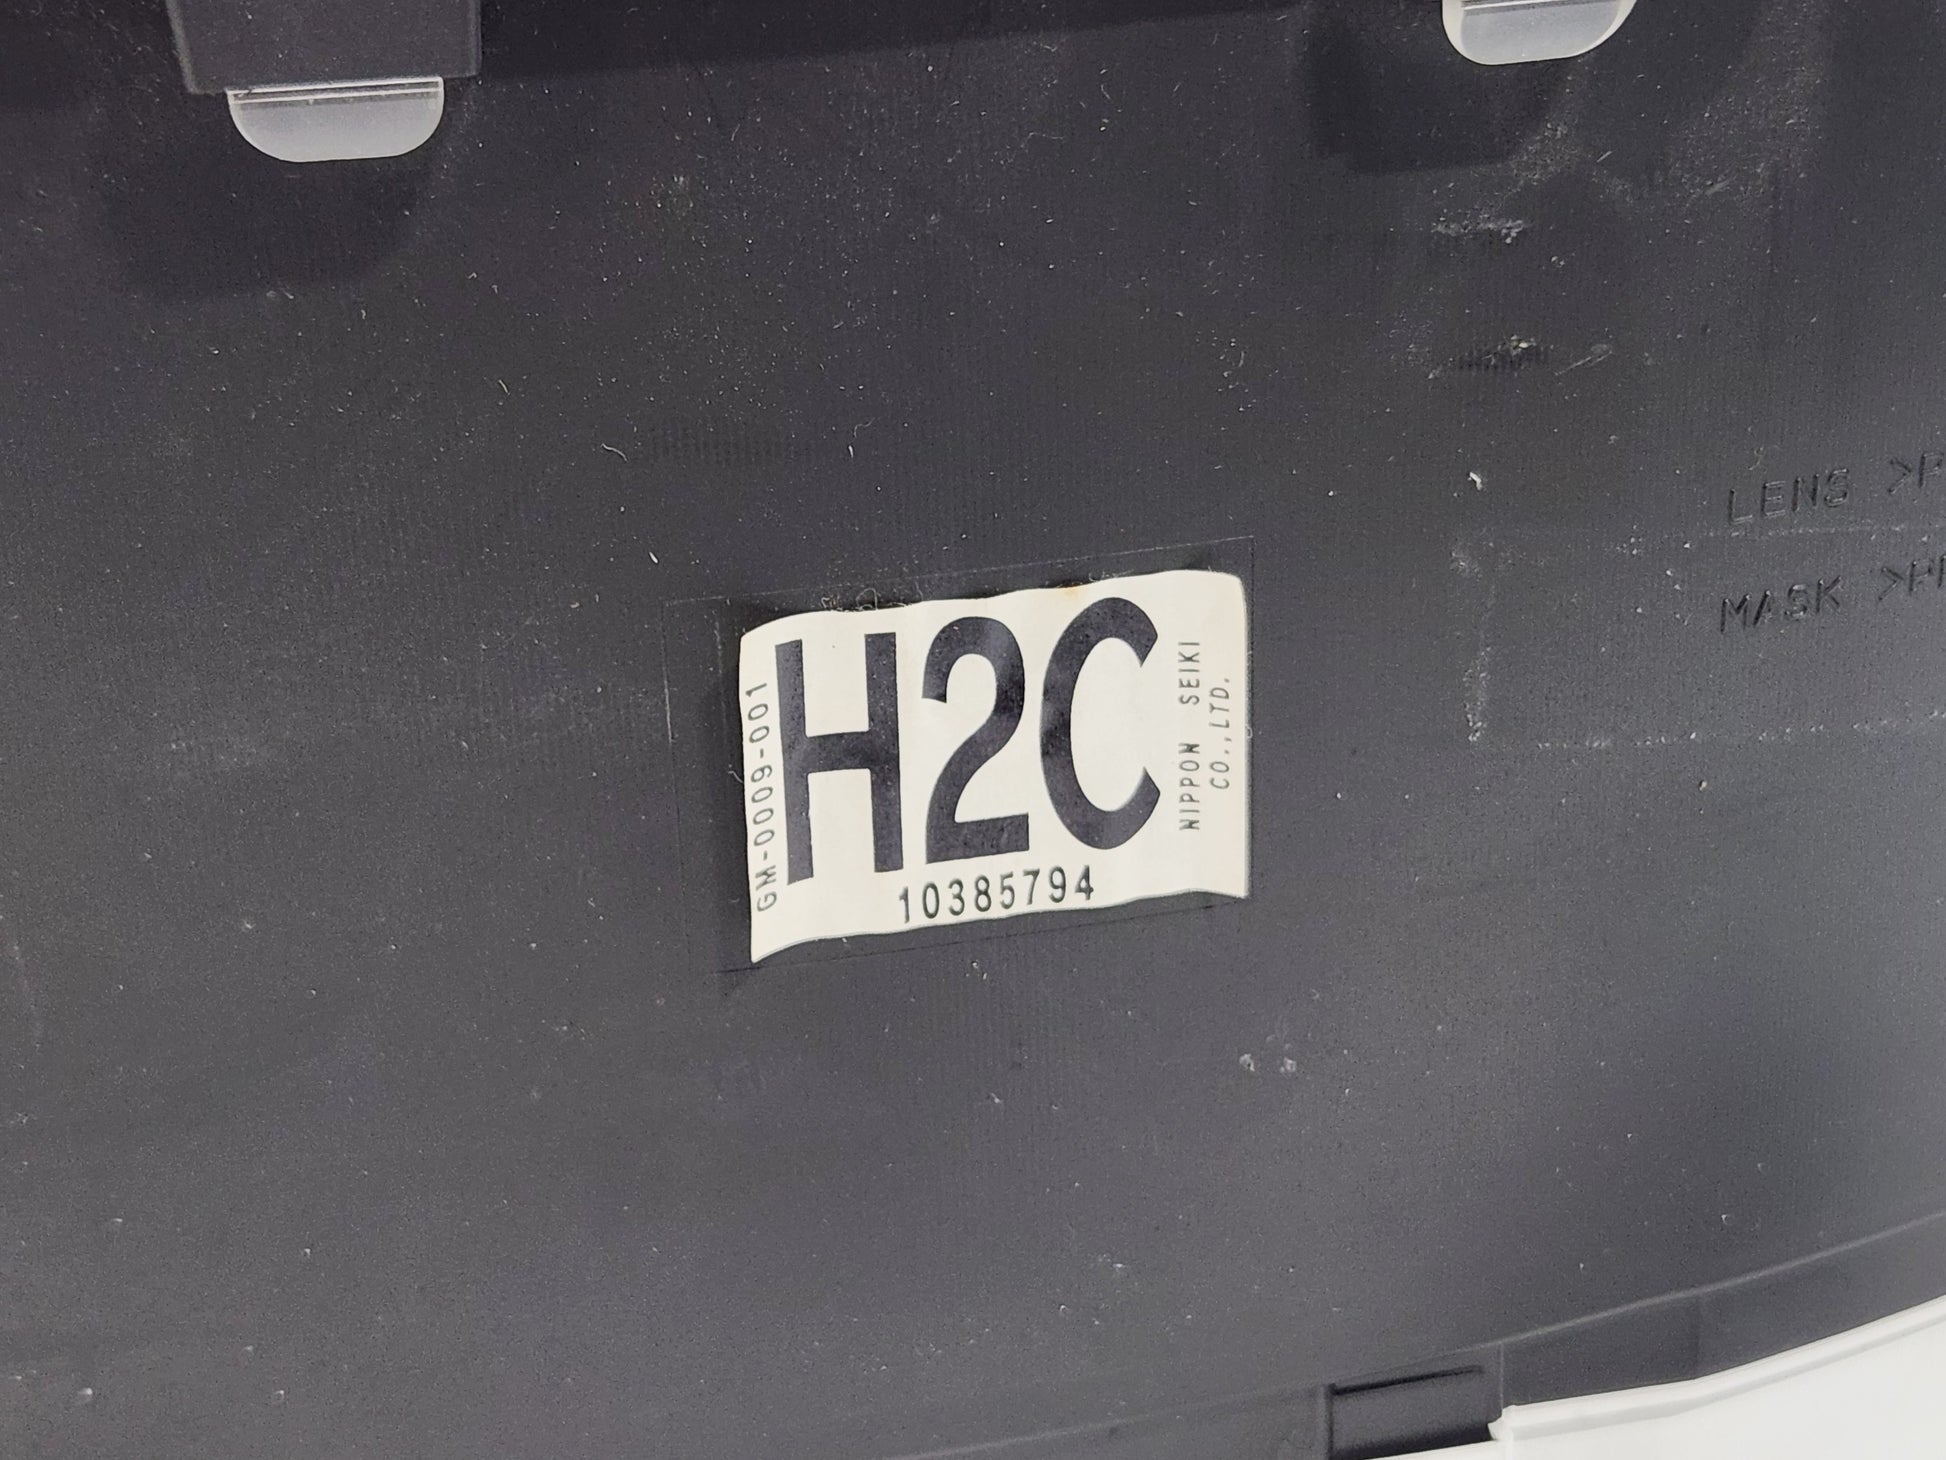 GM-0009-001
H2C
10385794
NIPPON SEIKI
CO.,LTD.
LENS
MASK